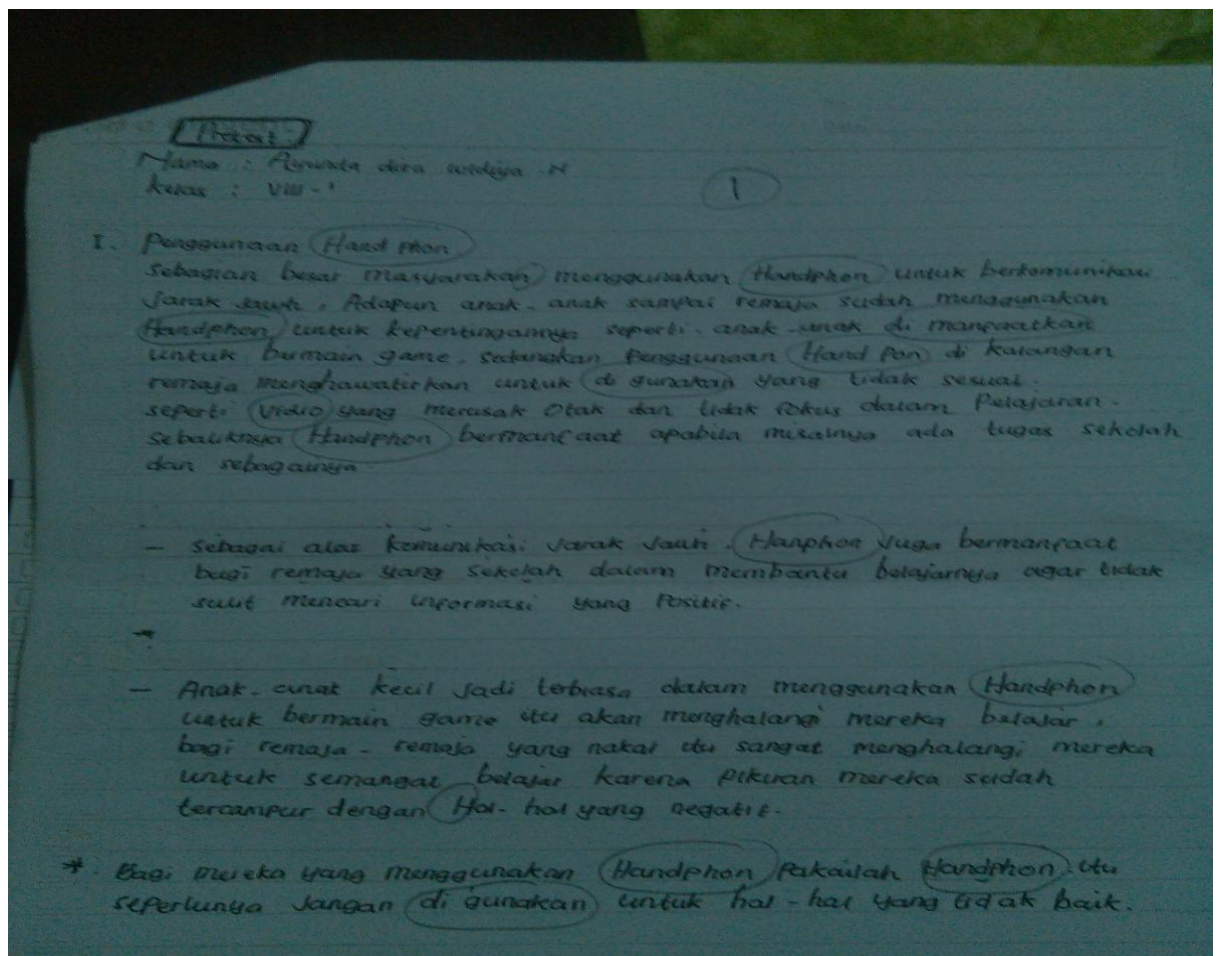 Pretest
Nama : Ayunda dira widiya .N
Kelas : VIII - 1
1
I. Penggunaan Hand phon
Sebagian besar masyarakan menggunakan Handphon untuk berkomunikasi
Jarak Jauh, Adapun anak-anak sampai remaja sudah menggunakan
Handphon, untuk kepentingannya seperti. anak-anak di manfaatkan
untuk bermain game. sedangkan Penggunaan Hand Pon di kalangan
remaja menghawatirkan untuk di gunakan yang tidak sesuai.
seperti Vidio yang merusak otak dan tidak fokus dalam Pelajaran.
Sebaliknya Handphon bermanfaat apabila misalnya ada tugas sekolah
dan sebagainya.
- Sebagai alat komunikasi Jarak Jauh. Hanphon Juga bermanfaat
bagi remaja yang Sekolah dalam membantu belajarnya agar tidak
sulit mencari informasi yang Positif.
- Anak-anak kecil Jadi terbiasa dalam menggunakan Handphon
untuk bermain game itu akan menghalangi mereka belajar,
bagi remaja-remaja yang nakal itu sangat menghalangi mereka
untuk semangat belajar karena Pikiran mereka sudah
tercampur dengan Hal-hal yang negatif.
* Bagi mereka yang menggunakan Handphon Pakailah Handphon itu
seperlunya Jangan di gunakan untuk hal-hal yang tidak baik.